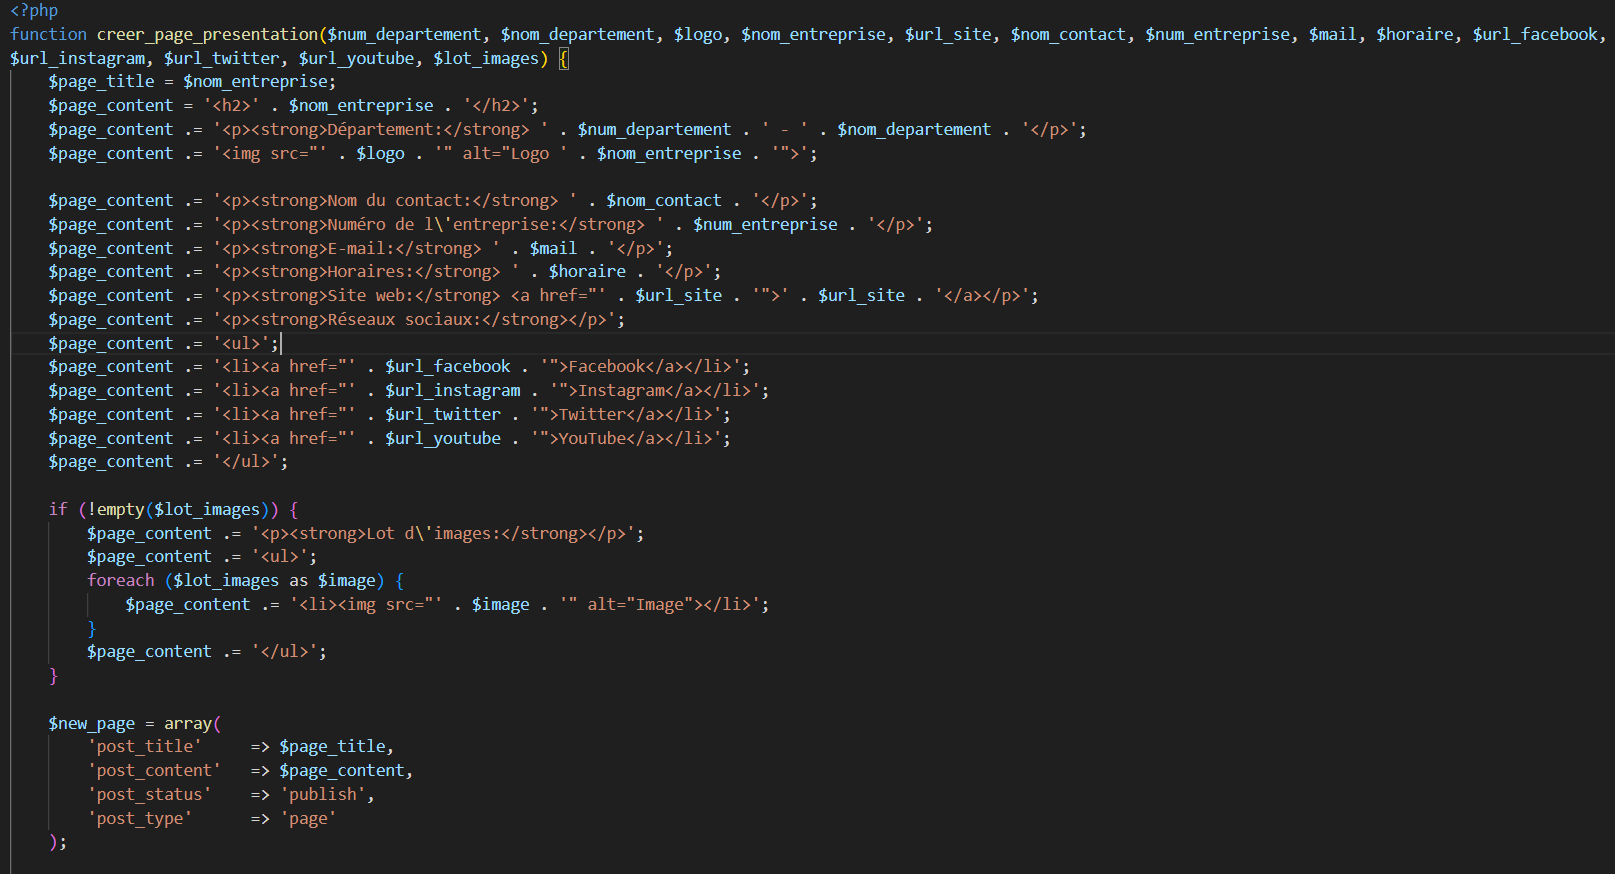 <?php
function creer_page_presentation($num_departement, $nom_departement, $logo, $nom_entreprise, $url_site, $nom_contact, $num_entreprise, $mail, $horaire, $url_facebook,
$url_instagram, $url_twitter, $url_youtube, $lot_images) {
    $page_title = $nom_entreprise;
    $page_content = '<h2>' . $nom_entreprise . '</h2>';
    $page_content .= '<p><strong>Département:</strong> ' . $num_departement . ' - ' . $nom_departement . '</p>';
    $page_content .= '<img src="' . $logo . '" alt="Logo ' . $nom_entreprise . '">';

    $page_content .= '<p><strong>Nom du contact:</strong> ' . $nom_contact . '</p>';
    $page_content .= '<p><strong>Numéro de l\'entreprise:</strong> ' . $num_entreprise . '</p>';
    $page_content .= '<p><strong>E-mail:</strong> ' . $mail . '</p>';
    $page_content .= '<p><strong>Horaires:</strong> ' . $horaire . '</p>';
    $page_content .= '<p><strong>Site web:</strong> <a href="' . $url_site . '">' . $url_site . '</a></p>';
    $page_content .= '<p><strong>Réseaux sociaux:</strong></p>';
    $page_content .= '<ul>';
    $page_content .= '<li><a href="' . $url_facebook . '">Facebook</a></li>';
    $page_content .= '<li><a href="' . $url_instagram . '">Instagram</a></li>';
    $page_content .= '<li><a href="' . $url_twitter . '">Twitter</a></li>';
    $page_content .= '<li><a href="' . $url_youtube . '">YouTube</a></li>';
    $page_content .= '</ul>';

    if (!empty($lot_images)) {
        $page_content .= '<p><strong>Lot d\'images:</strong></p>';
        $page_content .= '<ul>';
        foreach ($lot_images as $image) {
            $page_content .= '<li><img src="' . $image . '" alt="Image"></li>';
        }
        $page_content .= '</ul>';
    }

    $new_page = array(
        'post_title'     => $page_title,
        'post_content'   => $page_content,
        'post_status'    => 'publish',
        'post_type'      => 'page'
    );